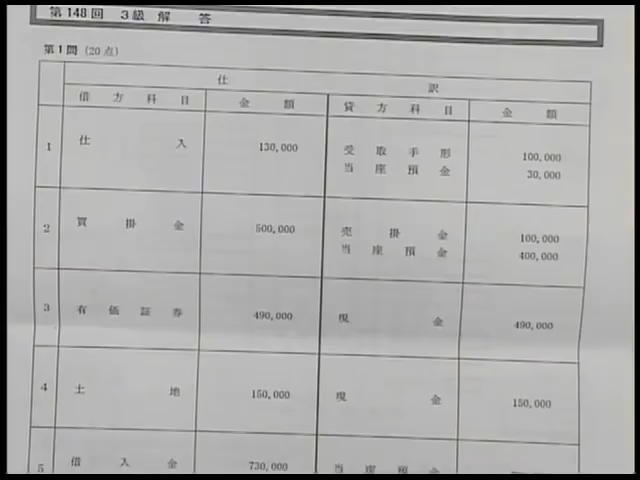 第148回 3級 解 答
第1問 (20点)
仕 訳
借方科目 金額 貸方科目 金額
1 仕入 130,000 受取手形 100,000
当座預金 30,000
2 買掛金 500,000 売掛金 100,000
当座預金 400,000
3 有価証券 490,000 現金 490,000
4 土地 150,000 現金 150,000
5 借入金 730,000 当座預金